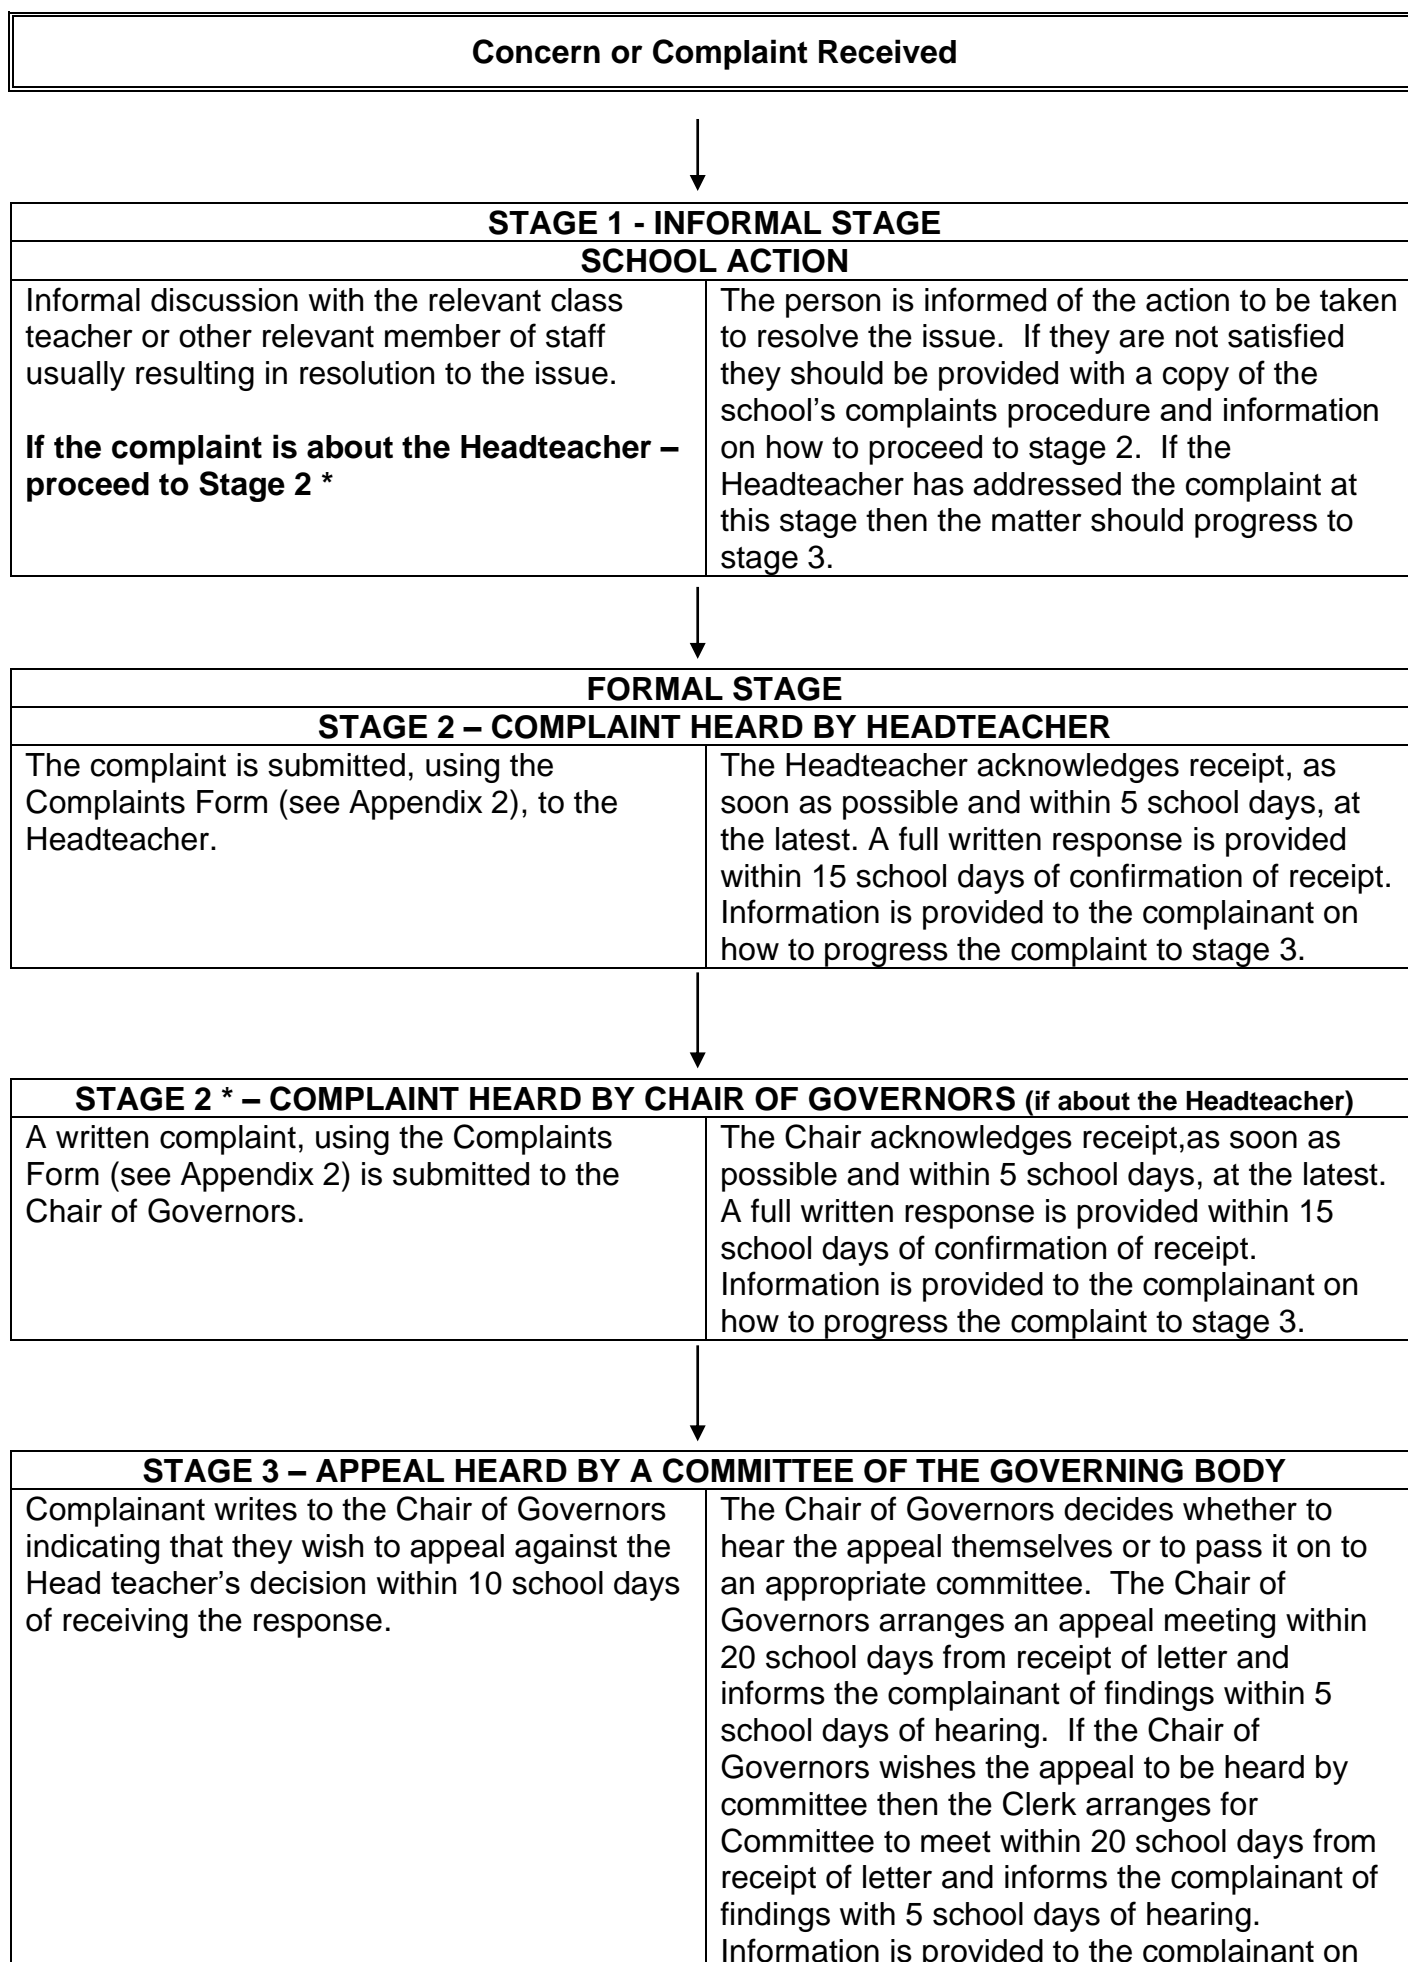 Concern or Complaint Received
STAGE 1 - INFORMAL STAGE
SCHOOL ACTION
Informal discussion with the relevant class
teacher or other relevant member of staff
usually resulting in resolution to the issue.
If the complaint is about the Headteacher –
proceed to Stage 2 *
The person is informed of the action to be taken
to resolve the issue.  If they are not satisfied
they should be provided with a copy of the
school’s complaints procedure and information
on how to proceed to stage 2.  If the
Headteacher has addressed the complaint at
this stage then the matter should progress to
stage 3.
FORMAL STAGE
STAGE 2 – COMPLAINT HEARD BY HEADTEACHER
The complaint is submitted, using the
Complaints Form (see Appendix 2), to the
Headteacher.
The Headteacher acknowledges receipt, as
soon as possible and within 5 school days, at
the latest. A full written response is provided
within 15 school days of confirmation of receipt.
Information is provided to the complainant on
how to progress the complaint to stage 3.
STAGE 2 * – COMPLAINT HEARD BY CHAIR OF GOVERNORS (if about the Headteacher)
A written complaint, using the Complaints
Form (see Appendix 2) is submitted to the
Chair of Governors.
The Chair acknowledges receipt,as soon as
possible and within 5 school days, at the latest.
A full written response is provided within 15
school days of confirmation of receipt.
Information is provided to the complainant on
how to progress the complaint to stage 3.
STAGE 3 – APPEAL HEARD BY A COMMITTEE OF THE GOVERNING BODY
Complainant writes to the Chair of Governors
indicating that they wish to appeal against the
Head teacher’s decision within 10 school days
of receiving the response.
The Chair of Governors decides whether to
hear the appeal themselves or to pass it on to
an appropriate committee.  The Chair of
Governors arranges an appeal meeting within
20 school days from receipt of letter and
informs the complainant of findings within 5
school days of hearing.  If the Chair of
Governors wishes the appeal to be heard by
committee then the Clerk arranges for
Committee to meet within 20 school days from
receipt of letter and informs the complainant of
findings with 5 school days of hearing.
Information is provided to the complainant on